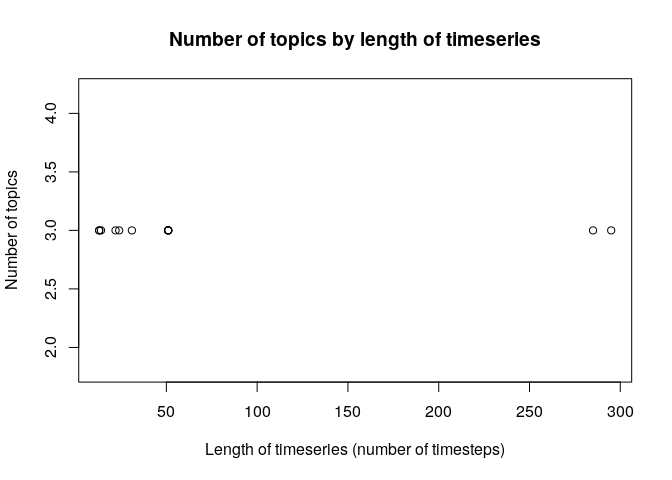 Number of topics by length of timeseries
4.0
3.5
3.0
2.5
2.0
Number of topics
50 100 150 200 250 300
Length of timeseries (number of timesteps)